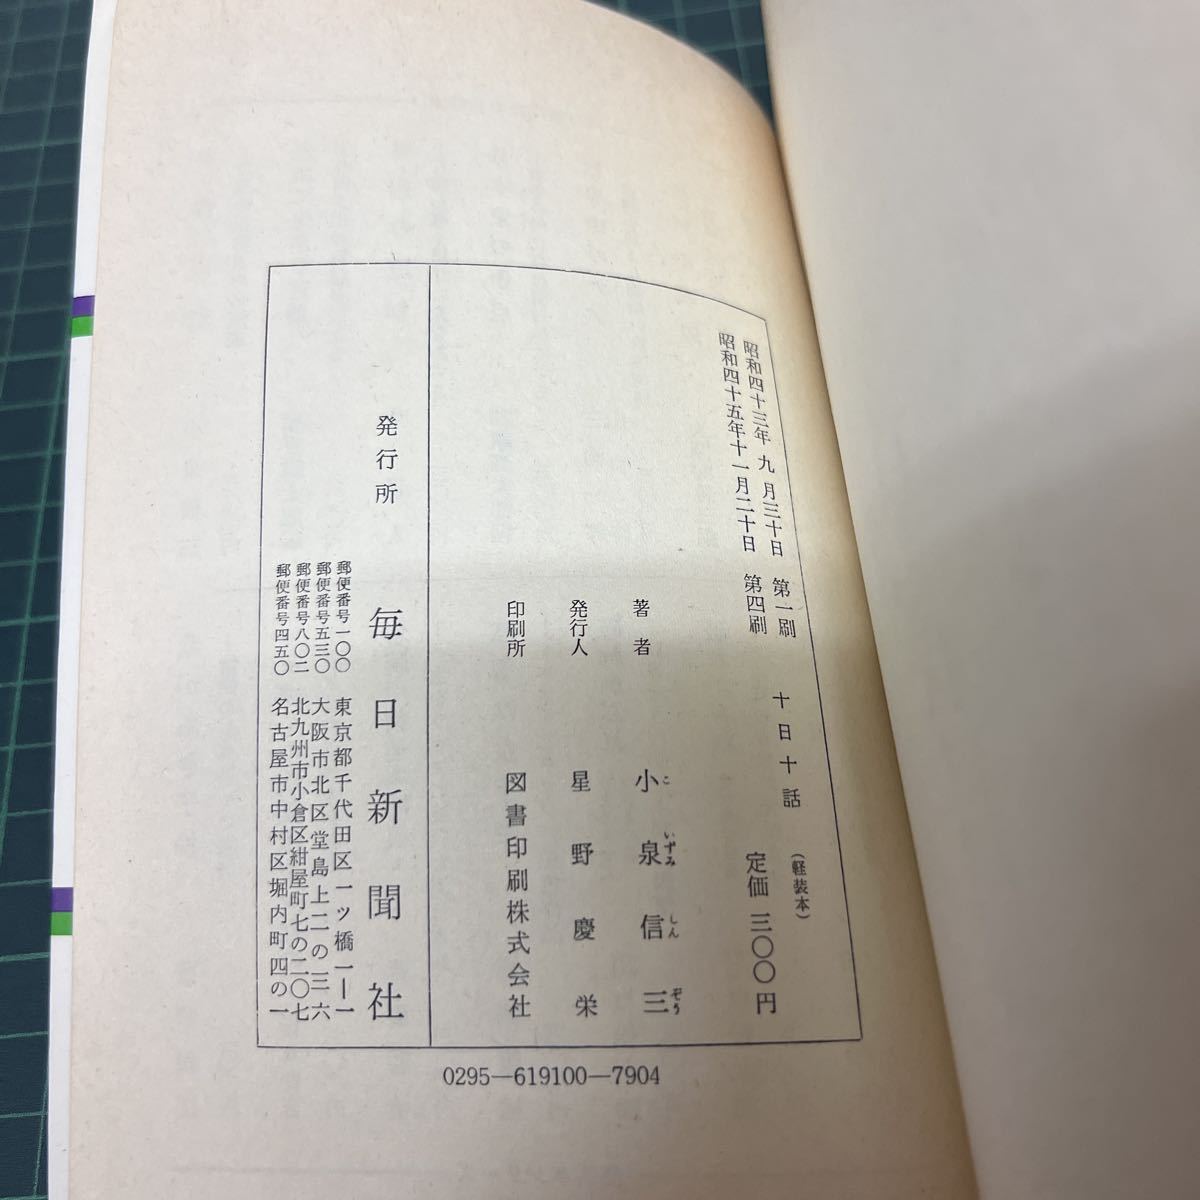 昭和四十三年 九 月三十日 第一刷
昭和四十五年十一月二十日 第四刷
十日十話 (軽装本)
定価 三〇〇円
著者 小泉信三
こ いずみ しん ぞう
発行人 星野慶栄
印刷所 図書印刷株式会社
発行所 毎日新聞社
郵便番号一〇〇 東京都千代田区一ッ橋一—一
郵便番号五三〇 大阪市北区堂島上二の三六
郵便番号八〇二 北九州市小倉区紺屋町七の二〇七
郵便番号四五〇 名古屋市中村区堀内町四の一
0295—619100—7904